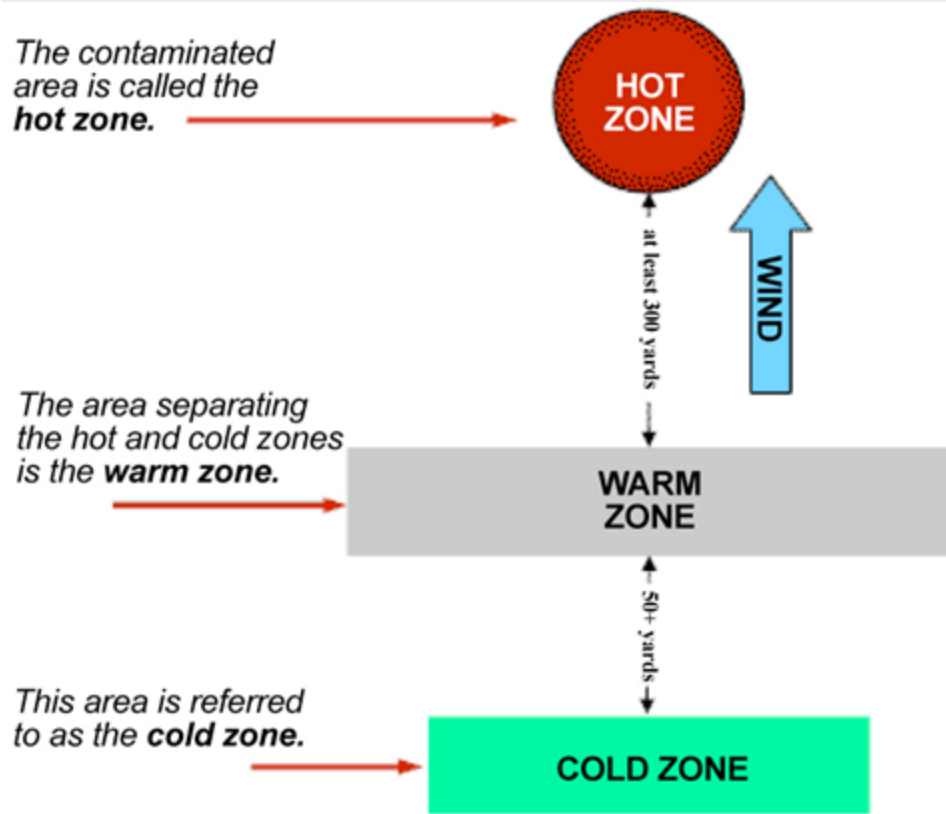 The contaminated
area is called the
hot zone.
HOT
ZONE
at least 300 yards
WIND
The area separating
the hot and cold zones
is the warm zone.
WARM
ZONE
50+ yards
This area is referred
to as the cold zone.
COLD ZONE